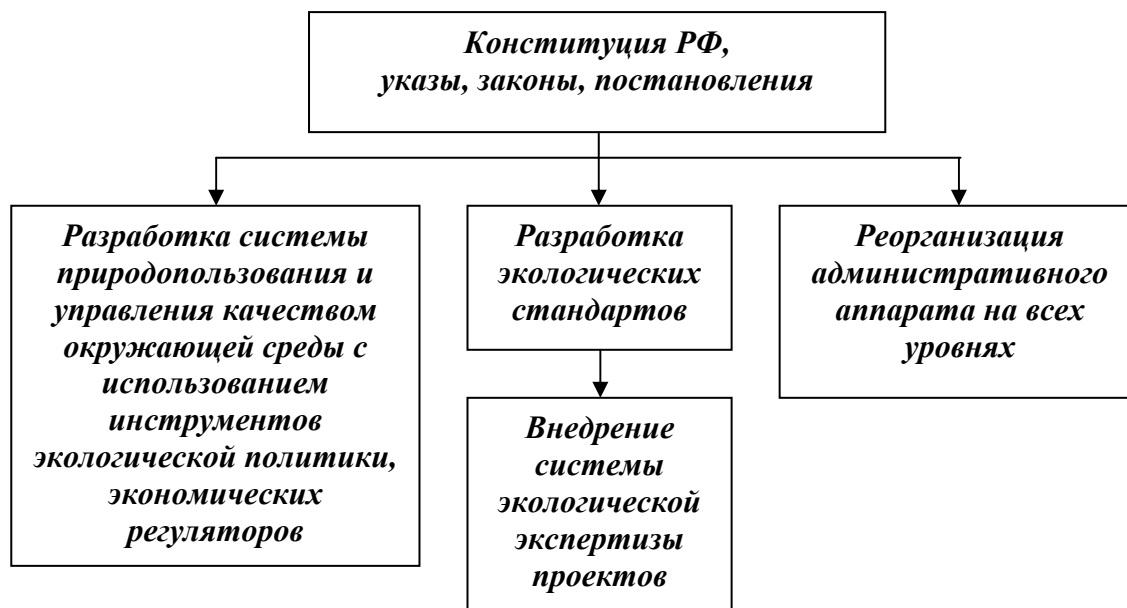 Конституция РФ,
указы, законы, постановления
Разработка системы
природопользования и
управления качеством
окружающей среды с
использованием
инструментов
экологической политики,
экономических
регуляторов
Разработка
экологических
стандартов
Внедрение
системы
экологической
экспертизы
проектов
Реорганизация
административного
аппарата на всех
уровнях